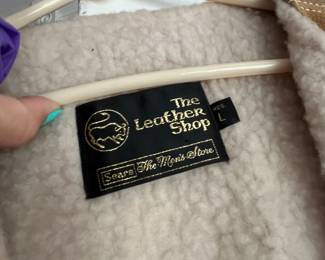 The
Leather
Shop
Sears The Men's Store
L